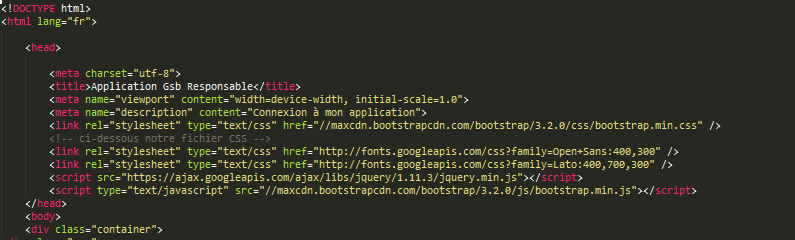 <!DOCTYPE html>
<html lang="fr">
<head>
<meta charset="utf-8">
<title>Application Gsb Responsable</title>
<meta name="viewport" content="width=device-width, initial-scale=1.0">
<meta name="description" content="Connexion à mon application">
<link rel="stylesheet" type="text/css" href="//maxcdn.bootstrapcdn.com/bootstrap/3.2.0/css/bootstrap.min.css" />
<!-- ci-dessous notre fichier CSS -->
<link rel="stylesheet" type="text/css" href="http://fonts.googleapis.com/css?family=Open+Sans:400,300" />
<link rel="stylesheet" type="text/css" href="http://fonts.googleapis.com/css?family=Lato:400,700,300" />
<script src="https://ajax.googleapis.com/ajax/libs/jquery/1.11.3/jquery.min.js"></script>
<script type="text/javascript" src="//maxcdn.bootstrapcdn.com/bootstrap/3.2.0/js/bootstrap.min.js"></script>
</head>
<body>
<div class="container">